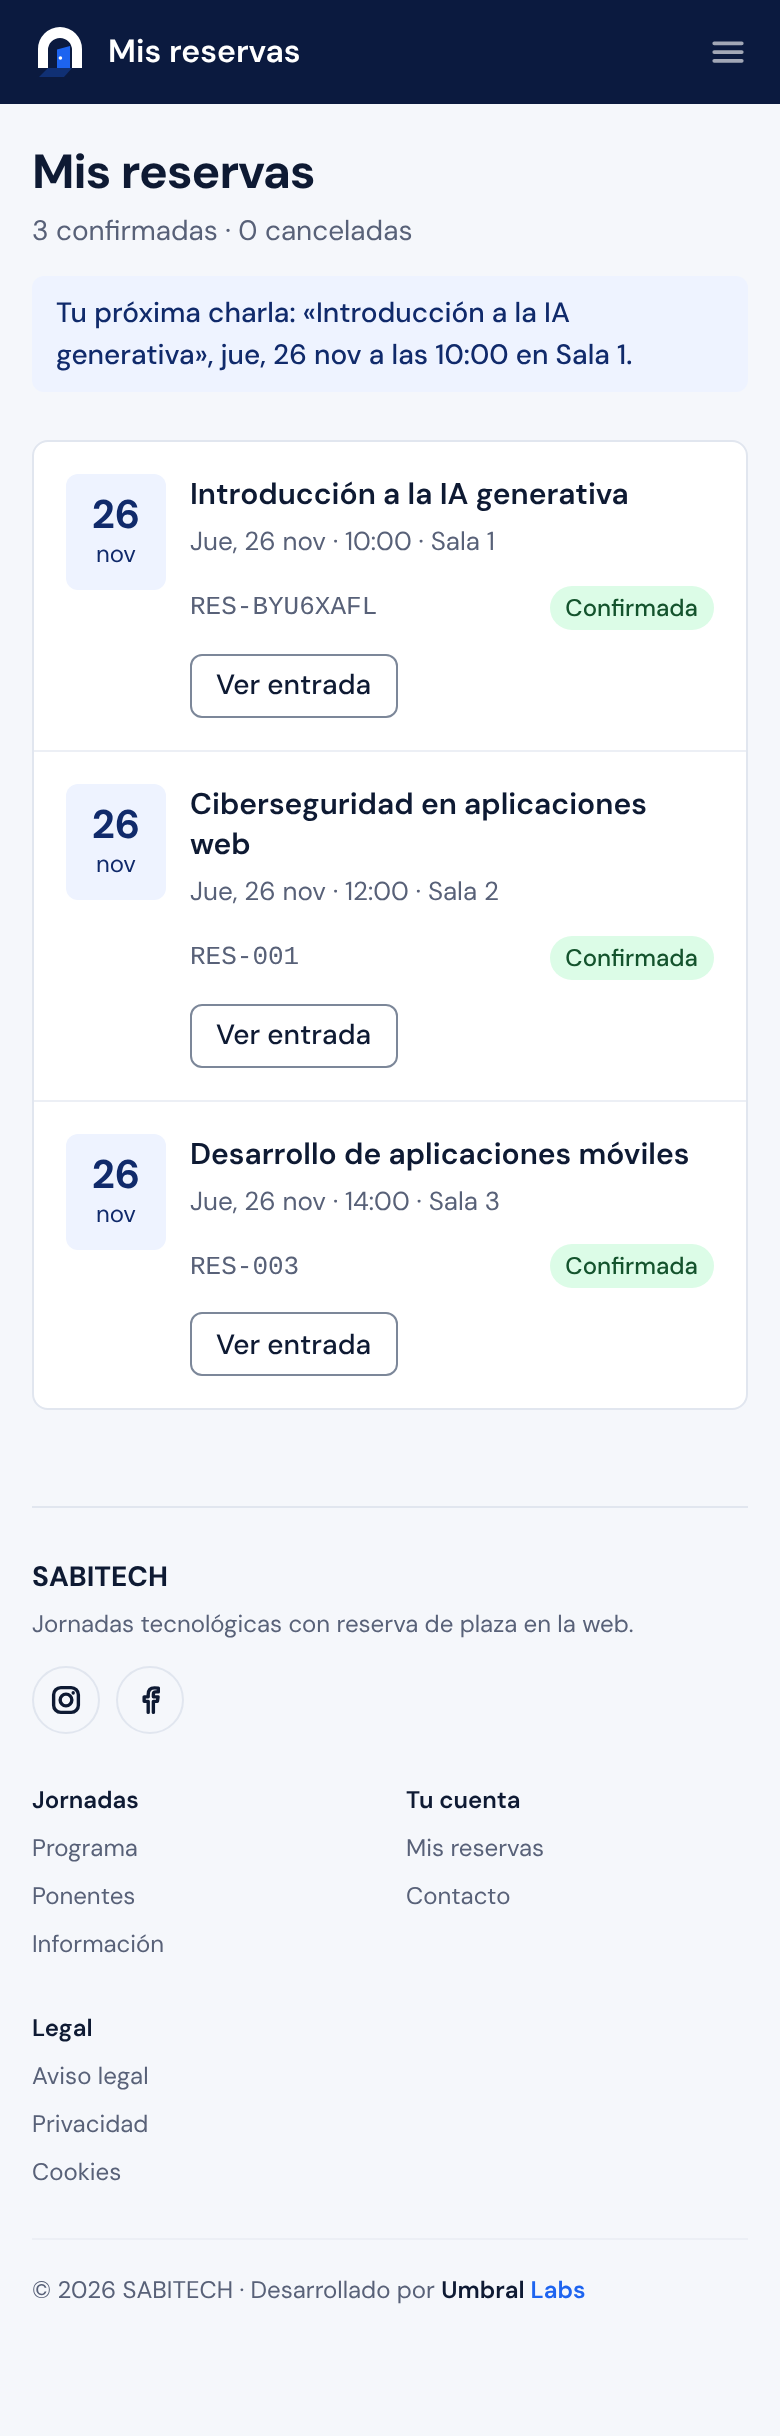 Mis reservas
Mis reservas
3 confirmadas · 0 canceladas
Tu próxima charla: «Introducción a la IA
generativa», jue, 26 nov a las 10:00 en Sala 1.
26
nov
Introducción a la IA generativa
Jue, 26 nov · 10:00 · Sala 1
RES-BYU6XAFL
Confirmada
Ver entrada
26
nov
Ciberseguridad en aplicaciones
web
Jue, 26 nov · 12:00 · Sala 2
RES-001
Confirmada
Ver entrada
26
nov
Desarrollo de aplicaciones móviles
Jue, 26 nov · 14:00 · Sala 3
RES-003
Confirmada
Ver entrada
SABITECH
Jornadas tecnológicas con reserva de plaza en la web.
Jornadas
Programa
Ponentes
Información
Tu cuenta
Mis reservas
Contacto
Legal
Aviso legal
Privacidad
Cookies
© 2026 SABITECH · Desarrollado por Umbral Labs